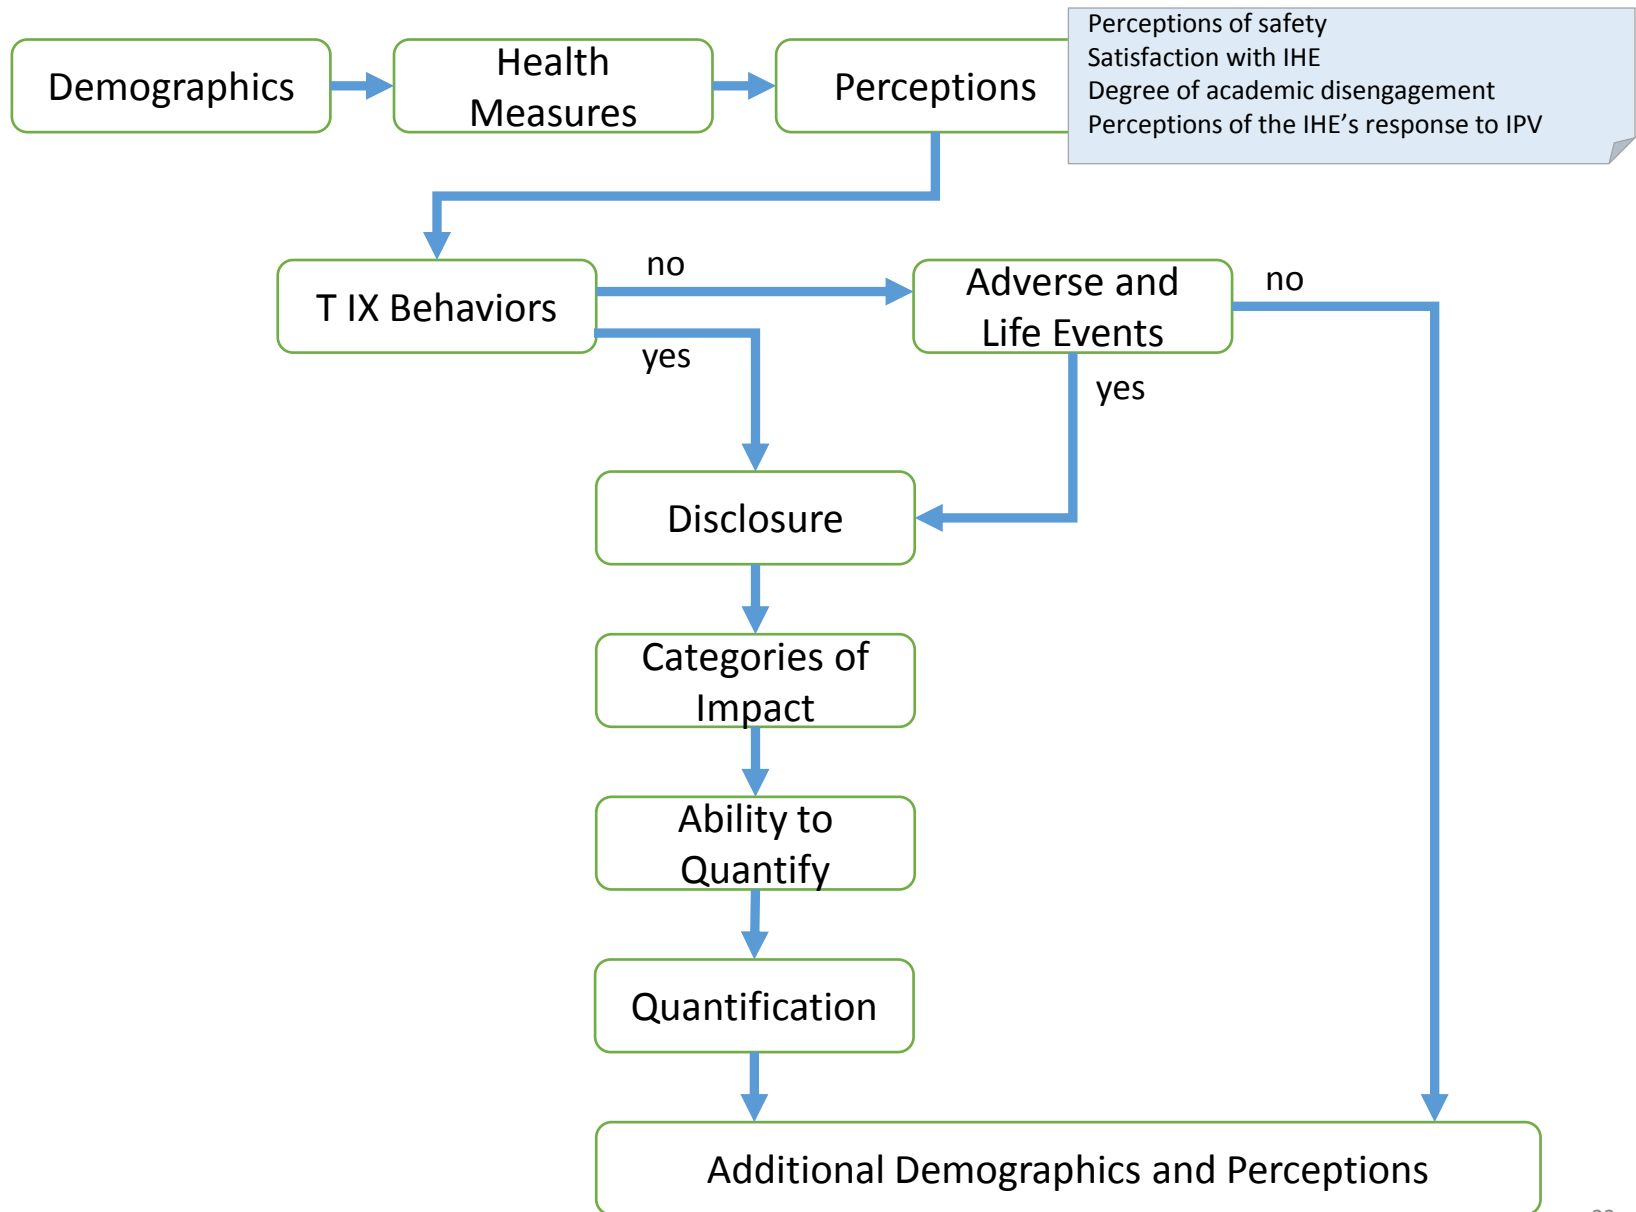 Demographics
Health
Measures
Perceptions
Perceptions of safety
Satisfaction with IHE
Degree of academic disengagement
Perceptions of the IHE’s response to IPV
T IX Behaviors
no
yes
Adverse and
Life Events
no
yes
Disclosure
Categories of
Impact
Ability to
Quantify
Quantification
Additional Demographics and Perceptions